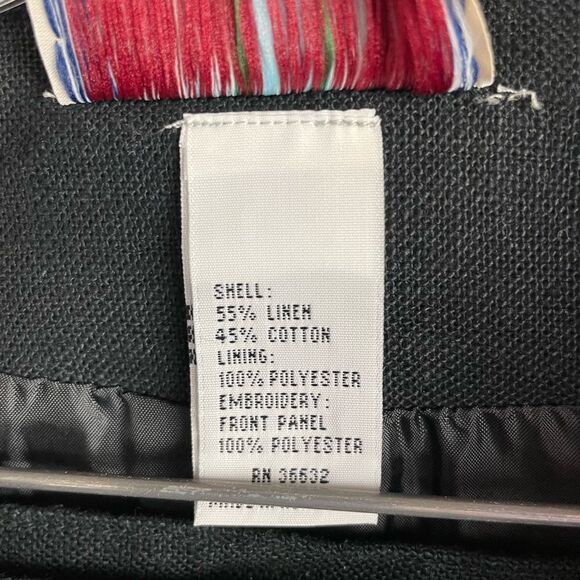 SHELL:
55% LINEN
45% COTTON
LINING:
100% POLYESTER
EMBROIDERY:
FRONT PANEL
100% POLYESTER
RN 36632